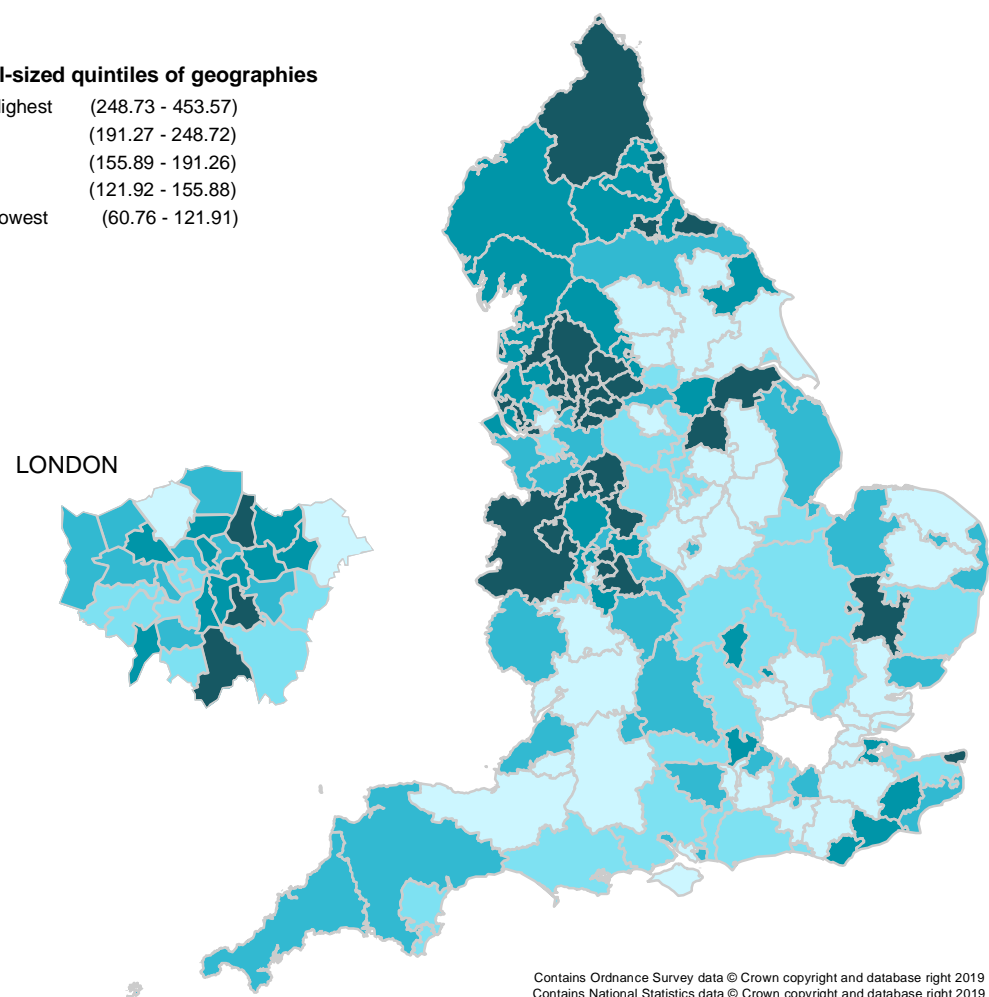 l-sized quintiles of geographies
ighest (248.73 - 453.57)
(191.27 - 248.72)
(155.89 - 191.26)
(121.92 - 155.88)
owest (60.76 - 121.91)
LONDON
Contains Ordnance Survey data © Crown copyright and database right 2019
Contains National Statistics data © Crown copyright and database right 2019